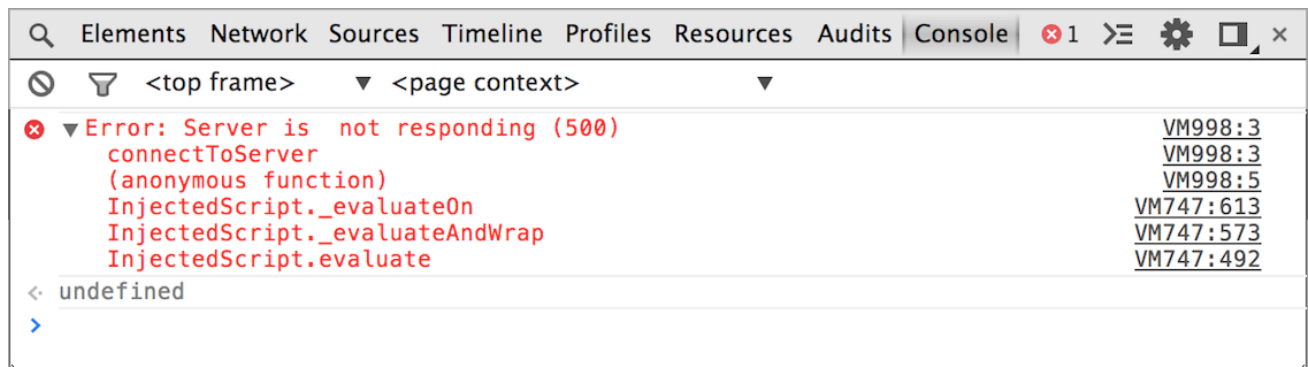 Elements Network Sources Timeline Profiles Resources Audits Console 1
<top frame> <page context>
Error: Server is  not responding (500) VM998:3
connectToServer VM998:3
(anonymous function) VM998:5
InjectedScript._evaluateOn VM747:613
InjectedScript._evaluateAndWrap VM747:573
InjectedScript.evaluate VM747:492
undefined